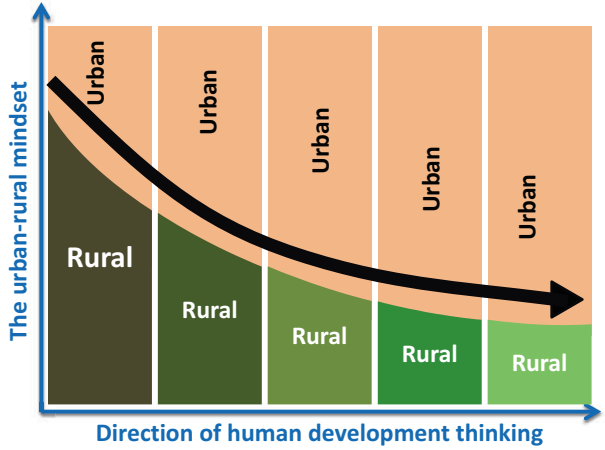 The urban-rural mindset
Urban
Urban
Urban
Urban
Urban
Rural
Rural
Rural
Rural
Rural
Direction of human development thinking